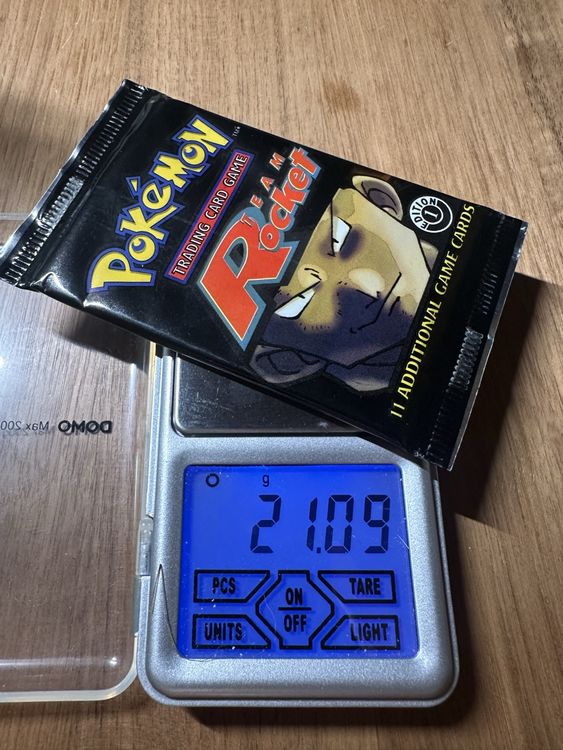 POKéMON
TM
TRADING CARD GAME
TEAM
Rocket
EDITION
1
11 ADDITIONAL GAME CARDS
DOMO Max 200
g
21.09
PCS
TARE
ON
OFF
UNITS
LIGHT